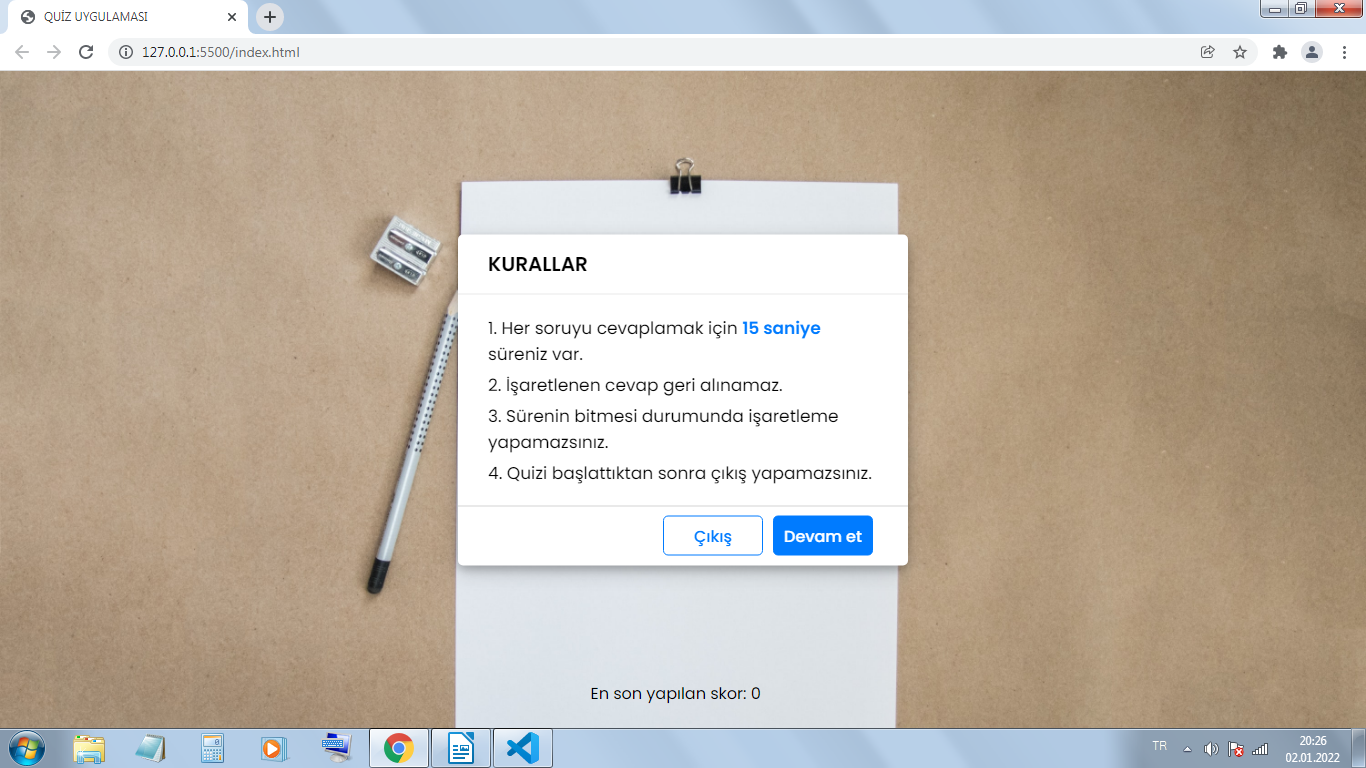 QUİZ UYGULAMASI
127.0.0.1:5500/index.html
KURALLAR
1. Her soruyu cevaplamak için 15 saniye
süreniz var.
2. İşaretlenen cevap geri alınamaz.
3. Sürenin bitmesi durumunda işaretleme
yapamazsınız.
4. Quizi başlattıktan sonra çıkış yapamazsınız.
Çıkış
Devam et
En son yapılan skor: 0
TR
20:26
02.01.2022